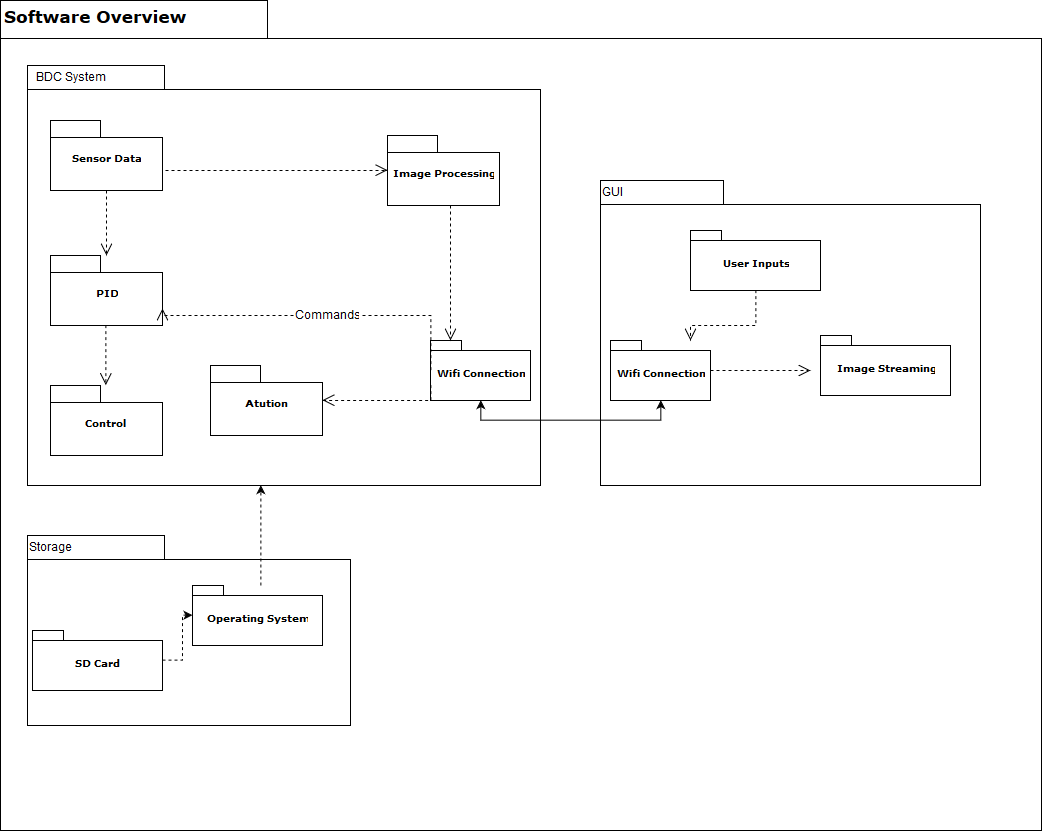 Software Overview
BDC System
Sensor Data
Image Processing
GUI
User Inputs
PID
Commands
Wifi Connection
Wifi Connection
Image Streaming
Atution
Control
Storage
Operating System
SD Card